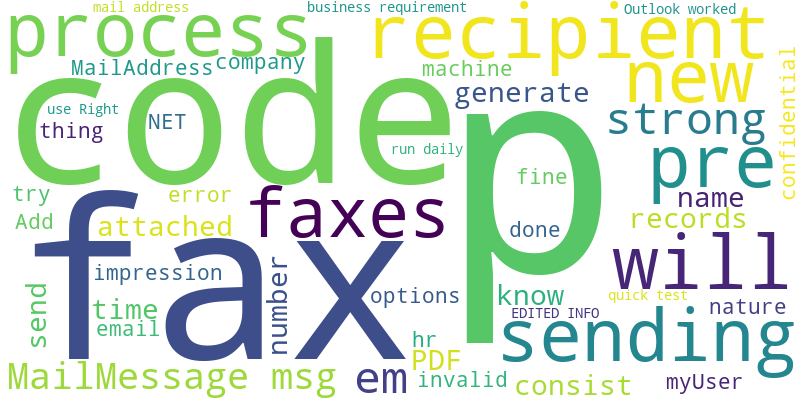 mail address
business requirement
Outlook worked
process
recipient
MailAddress
company
machine
new
confidential
code
p
generate
use Right
thing
NET
strong
run daily
pre
try
error
fine
name
Add
attached
faxes
done
records
fax
will
impression
number
options
know
quick test
nature
send
time
email
EDITED INFO
sending
hr
PDF
MailMessage
msg
em
invalid
consist
myUser